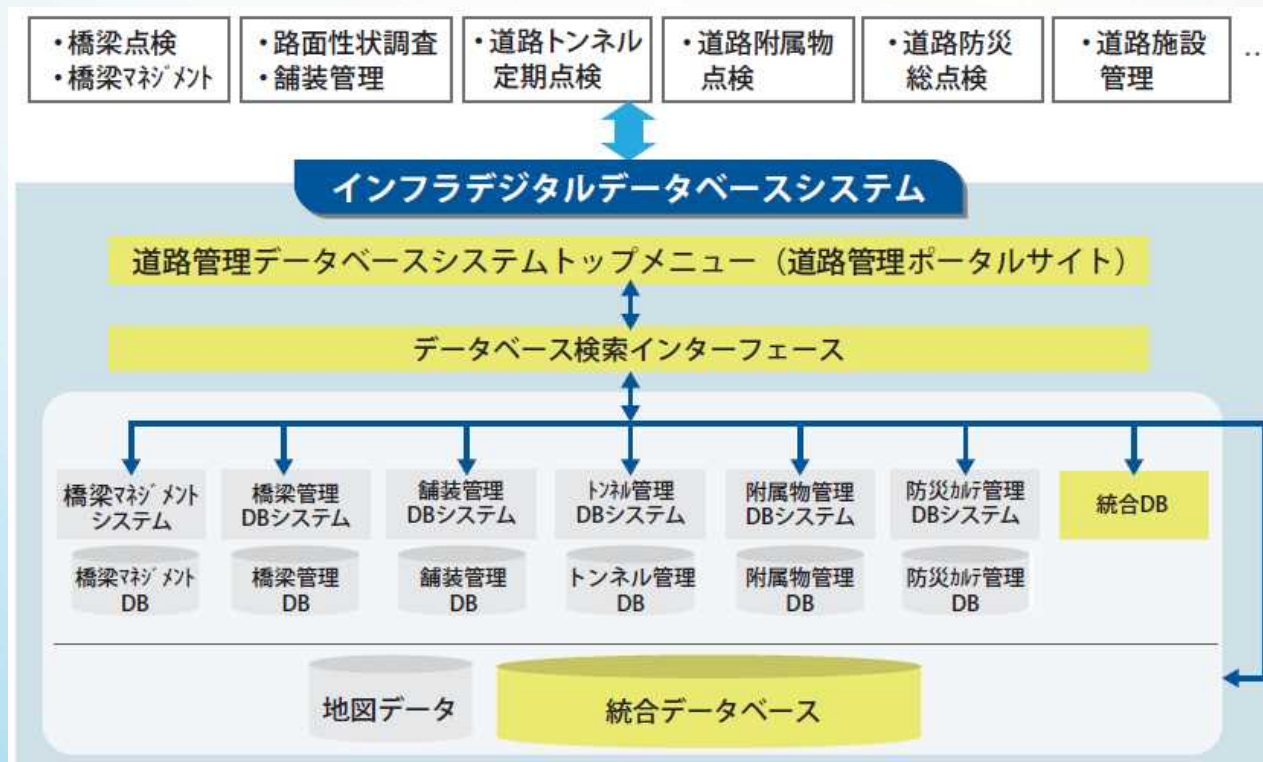 ・橋梁点検
・橋梁ﾏﾈｼﾞﾒﾝﾄ
・路面性状調査
・舗装管理
・道路トンネル
定期点検
・道路附属物
点検
・道路防災
総点検
・道路施設
管理
…
インフラデジタルデータベースシステム
道路管理データベースシステムトップメニュー（道路管理ポータルサイト）
データベース検索インターフェース
橋梁ﾏﾈｼﾞﾒﾝﾄ
システム
橋梁管理
DBシステム
舗装管理
DBシステム
ﾄﾝﾈﾙ管理
DBシステム
附属物管理
DBシステム
防災ｶﾙﾃ管理
DBシステム
統合DB
橋梁ﾏﾈｼﾞﾒﾝﾄ
DB
橋梁管理
DB
舗装管理
DB
トンネル管理
DB
附属物管理
DB
防災ｶﾙﾃ管理
DB
地図データ
統合データベース